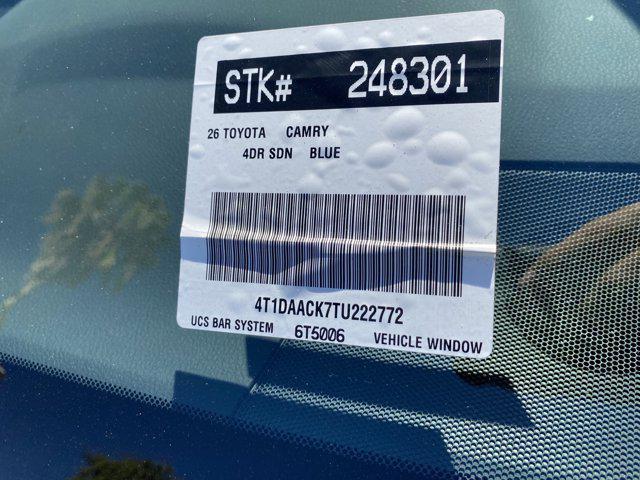 STK# 248301
26 TOYOTA CAMRY
4DR SDN BLUE
4T1DAACK7TU222772
UCS BAR SYSTEM 6T5006 VEHICLE WINDOW